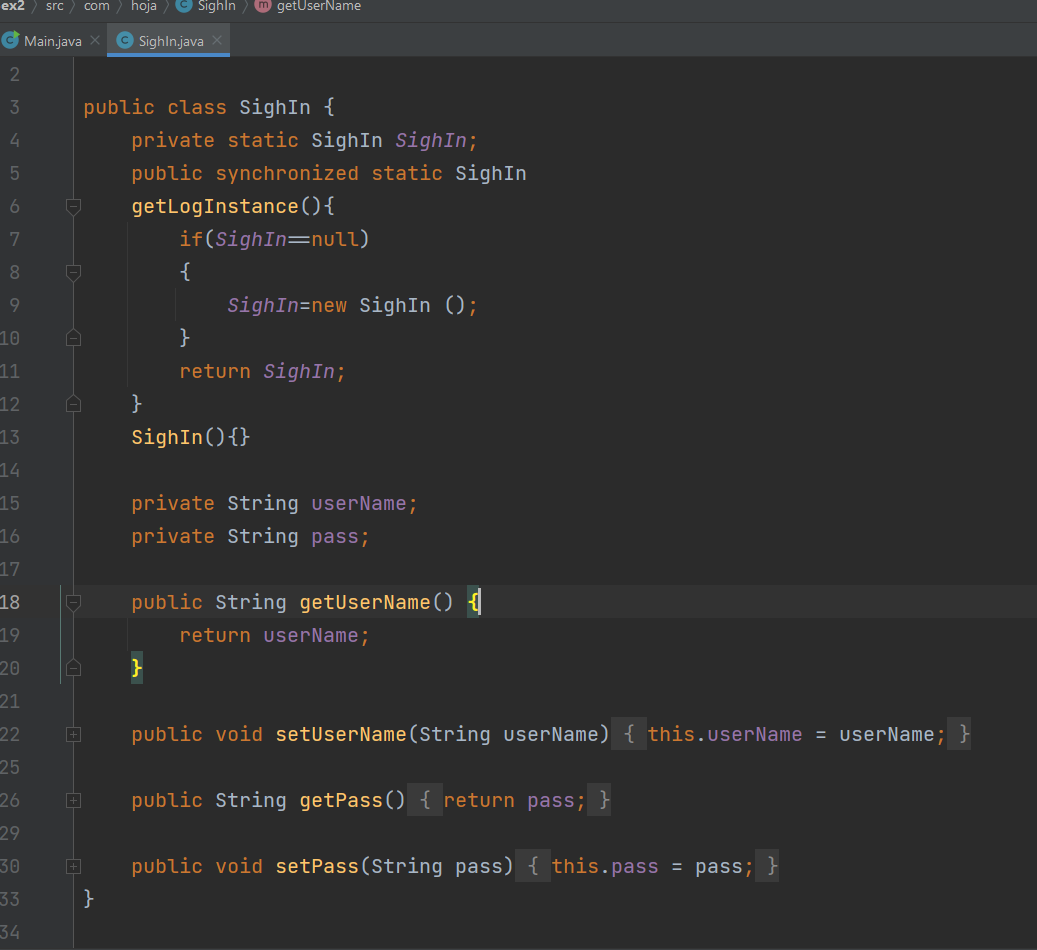 ex2 src com hoja C SighIn m getUserName
C Main.java C SighIn.java
2
3 public class SighIn {
4 private static SighIn SighIn;
5 public synchronized static SighIn
6 getLogInstance(){
7 if(SighIn==null)
8 {
9 SighIn=new SighIn ();
10 }
11 return SighIn;
12 }
13 SighIn(){}
14
15 private String userName;
16 private String pass;
17
18 public String getUserName() {
19 return userName;
20 }
21
22 public void setUserName(String userName) { this.userName = userName; }
25
26 public String getPass() { return pass; }
29
30 public void setPass(String pass) { this.pass = pass; }
33 }
34